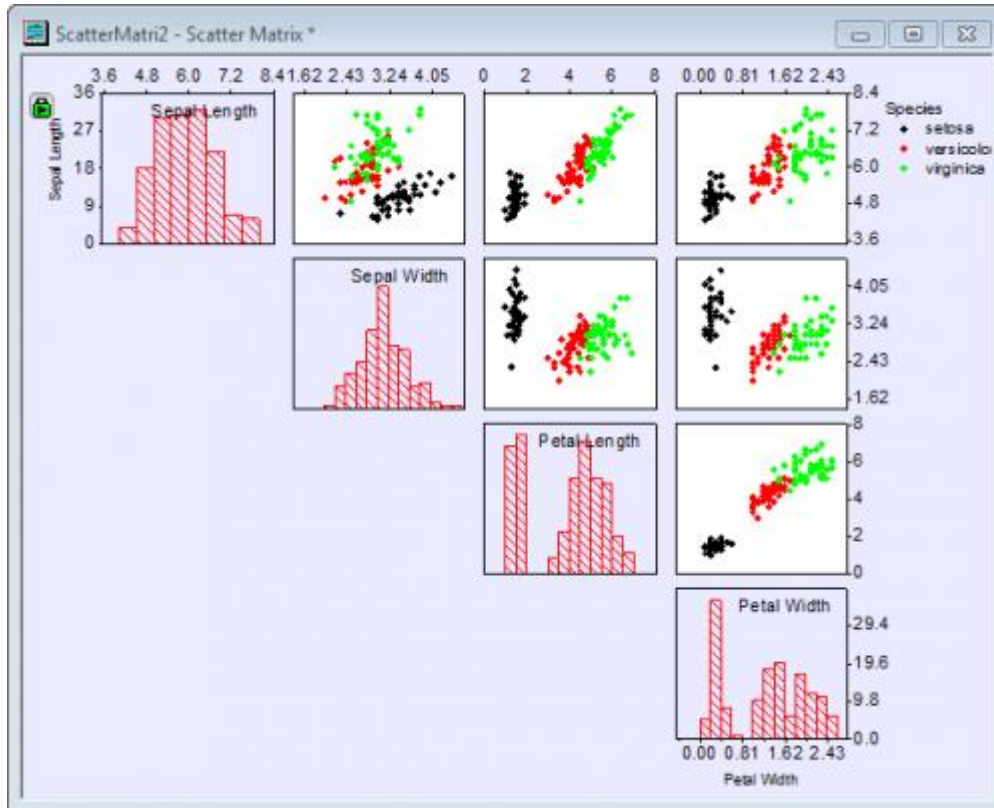 ScatterMatri2 - Scatter Matrix *
3.6 4.8 6.0 7.2 8.4 1.62 2.43 3.24 4.05 0 2 4 6 8 0.00 0.81 1.62 2.43
36
27
18
9
0
Sepal Length
Sepal Length
8.4
7.2
6.0
4.8
3.6
Species
setosa
versicolo
virginica
Sepal Width
4.05
3.24
2.43
1.62
Petal Length
8
6
4
2
0
Petal Width
29.4
19.6
9.8
0.0
0.00 0.81 1.62 2.43
Petal Width